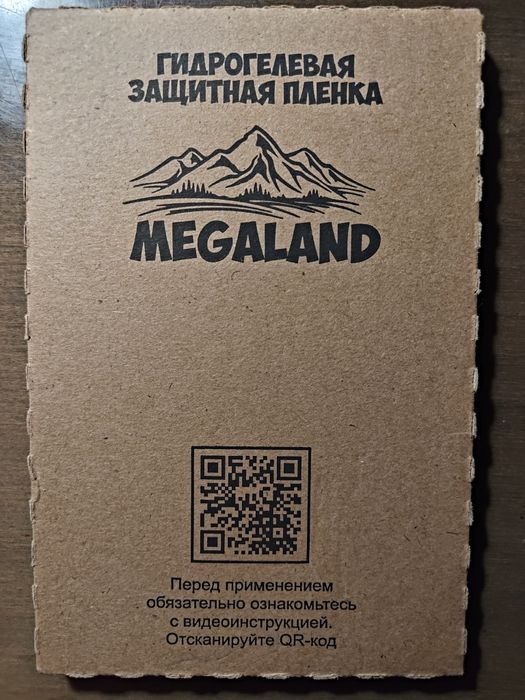 ГИДРОГЕЛЕВАЯ
ЗАЩИТНАЯ ПЛЕНКА
MEGALAND
Перед применением
обязательно ознакомьтесь
с видеоинструкцией.
Отсканируйте QR-код